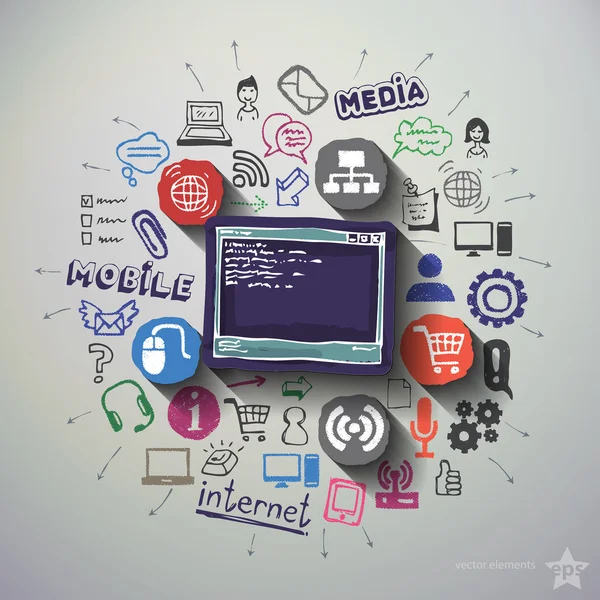 MEDIA
MOBILE
?
i
!
internet
vector elements
eps